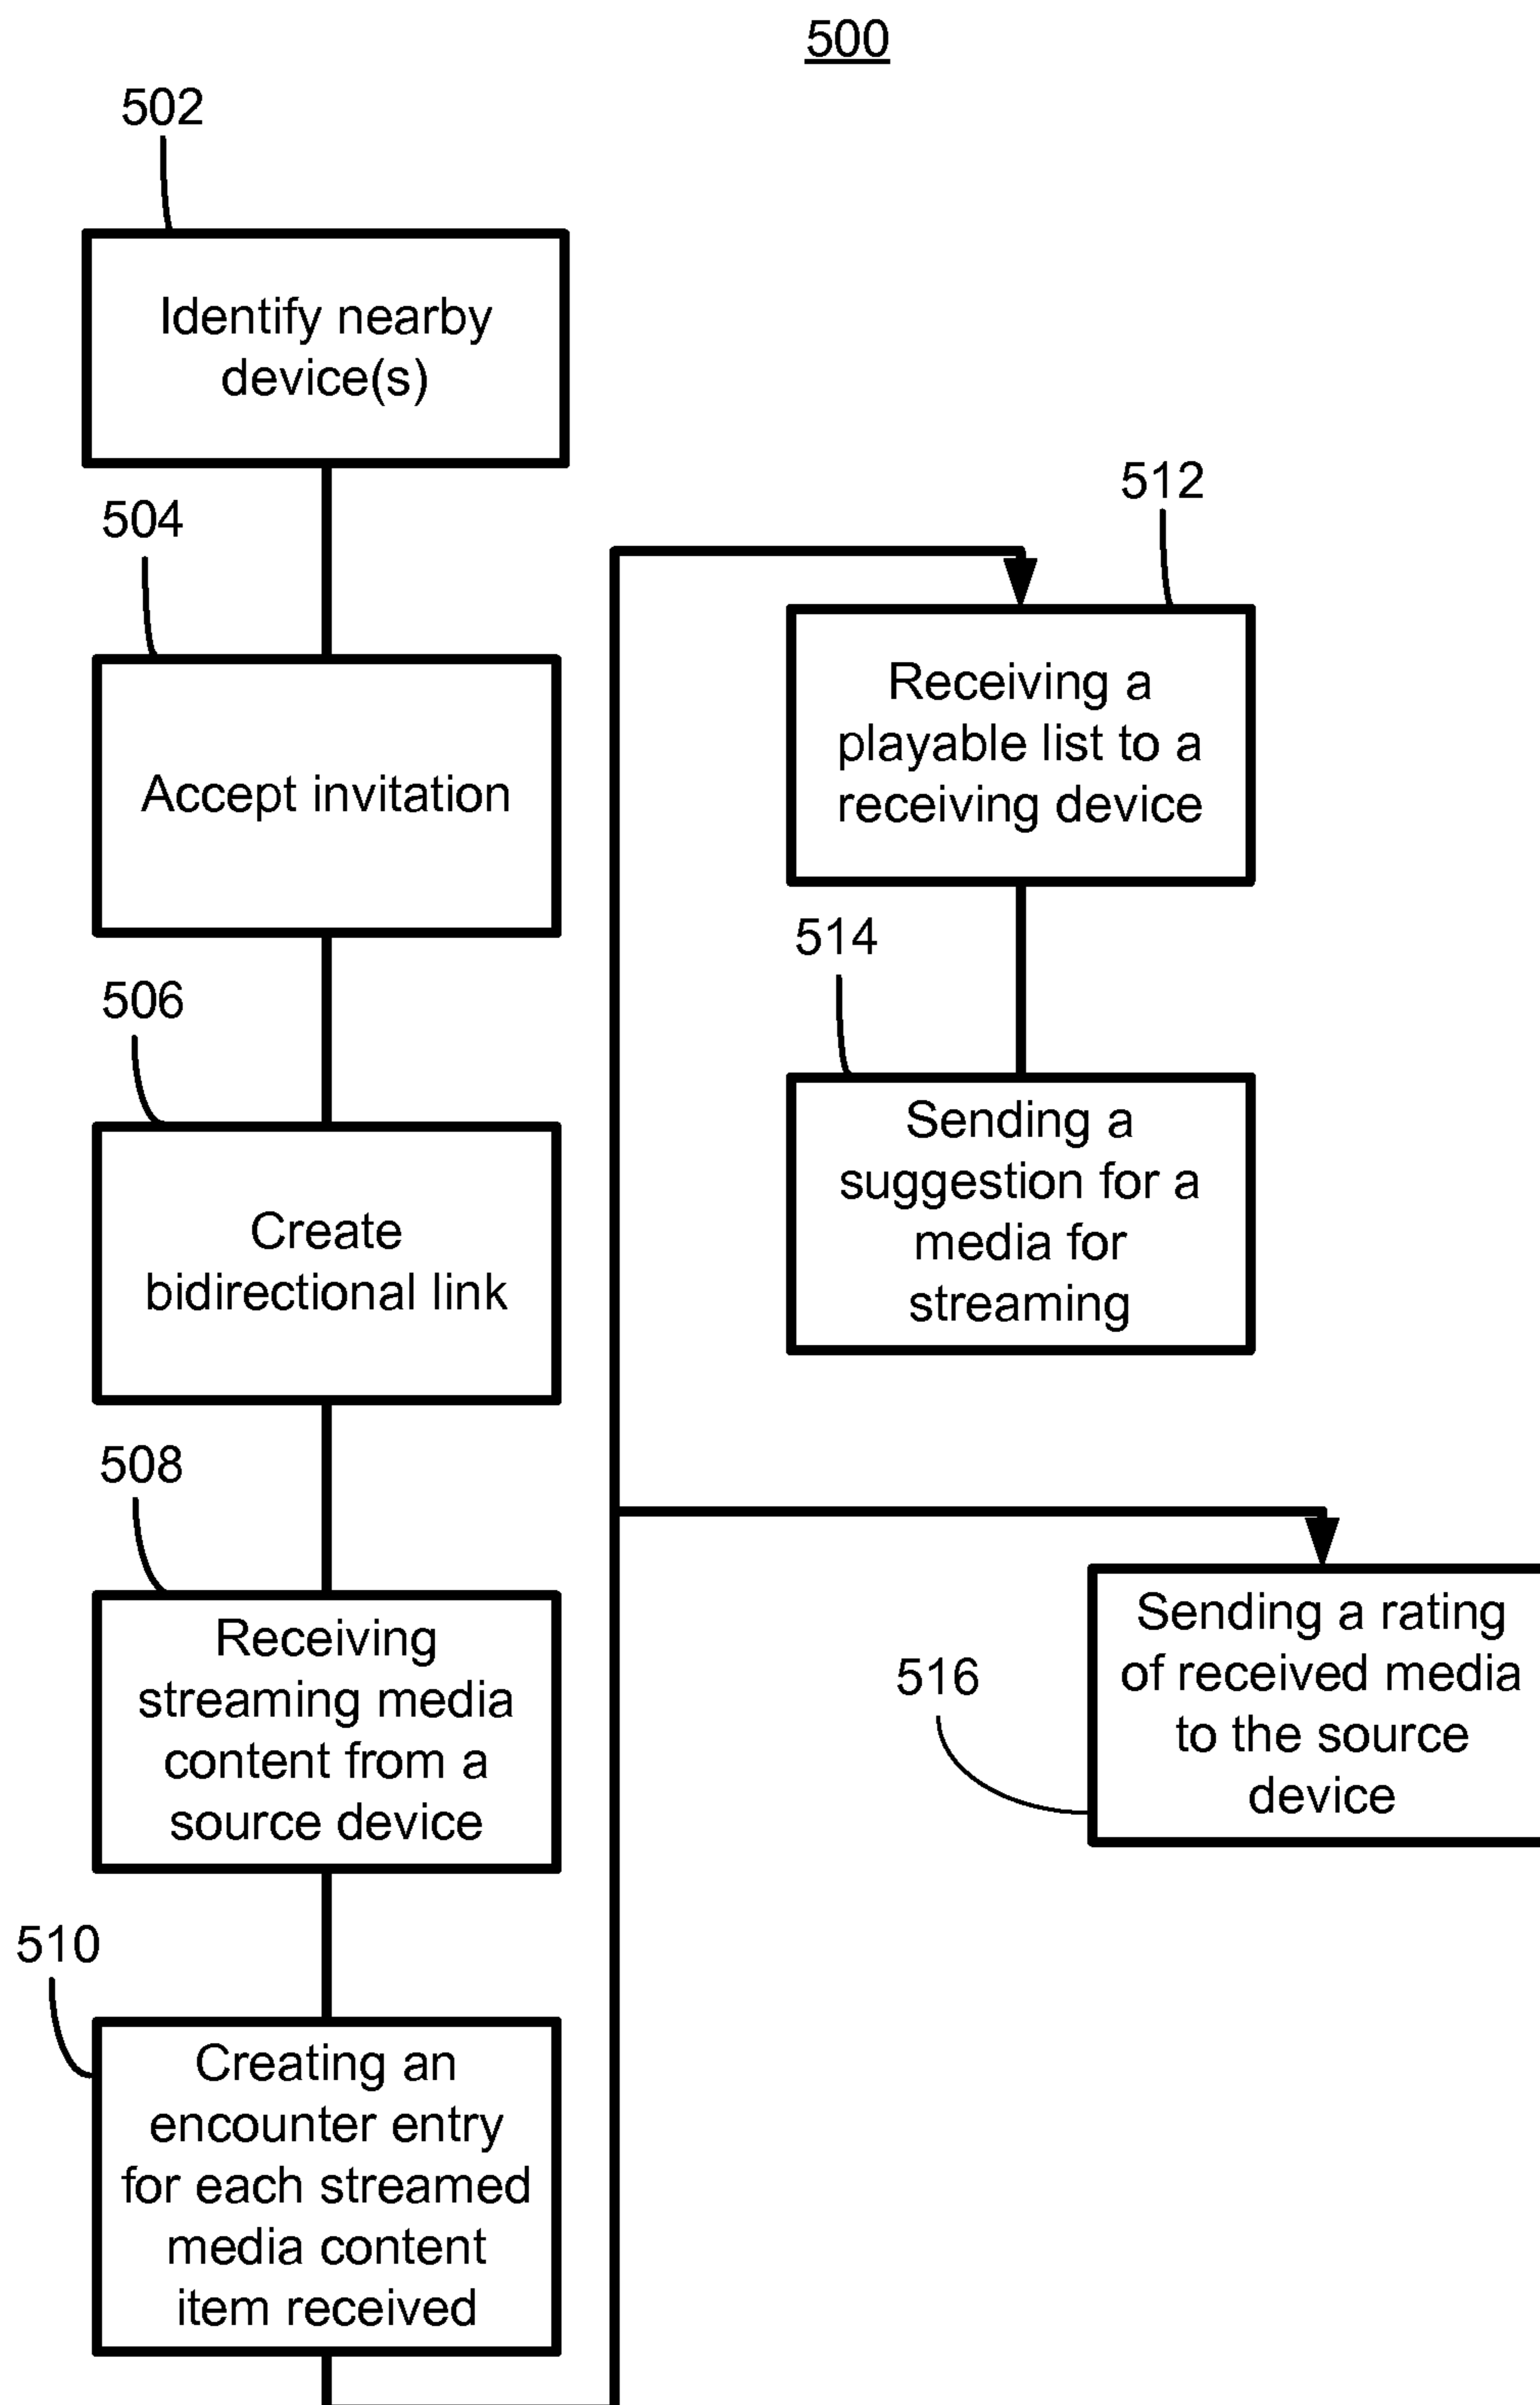 500
502
Identify nearby
device(s)
504
Accept invitation
506
Create
bidirectional link
508
Receiving
streaming media
content from a
source device
510
Creating an
encounter entry
for each streamed
media content
item received
512
Receiving a
playable list to a
receiving device
514
Sending a
suggestion for a
media for
streaming
516
Sending a rating
of received media
to the source
device